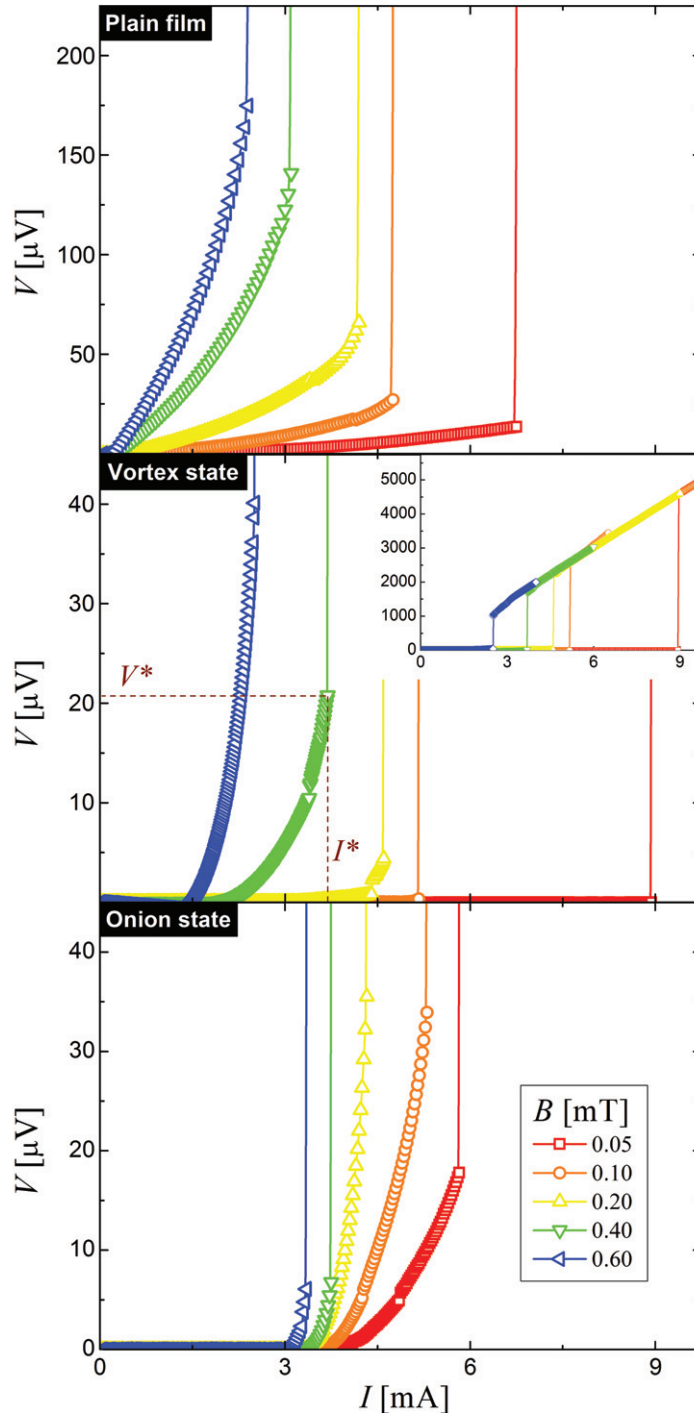 Plain film
200
150
100
50
V [μV]
Vortex state
40
30
20
10
0
V [μV]
V*
I*
5000
4000
3000
2000
1000
0
0 3 6 9
Onion state
40
30
20
10
0
V [μV]
B [mT]
0.05
0.10
0.20
0.40
0.60
0 3 6 9
I [mA]